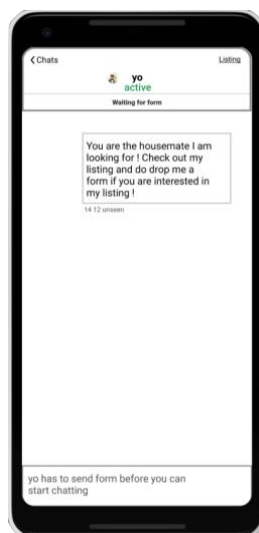 Chats
Listing
yo
active
Waiting for form
You are the housemate I am
looking for ! Check out my
listing and do drop me a
form if you are interested in
my listing !
14 12 unseen
yo has to send form before you can
start chatting